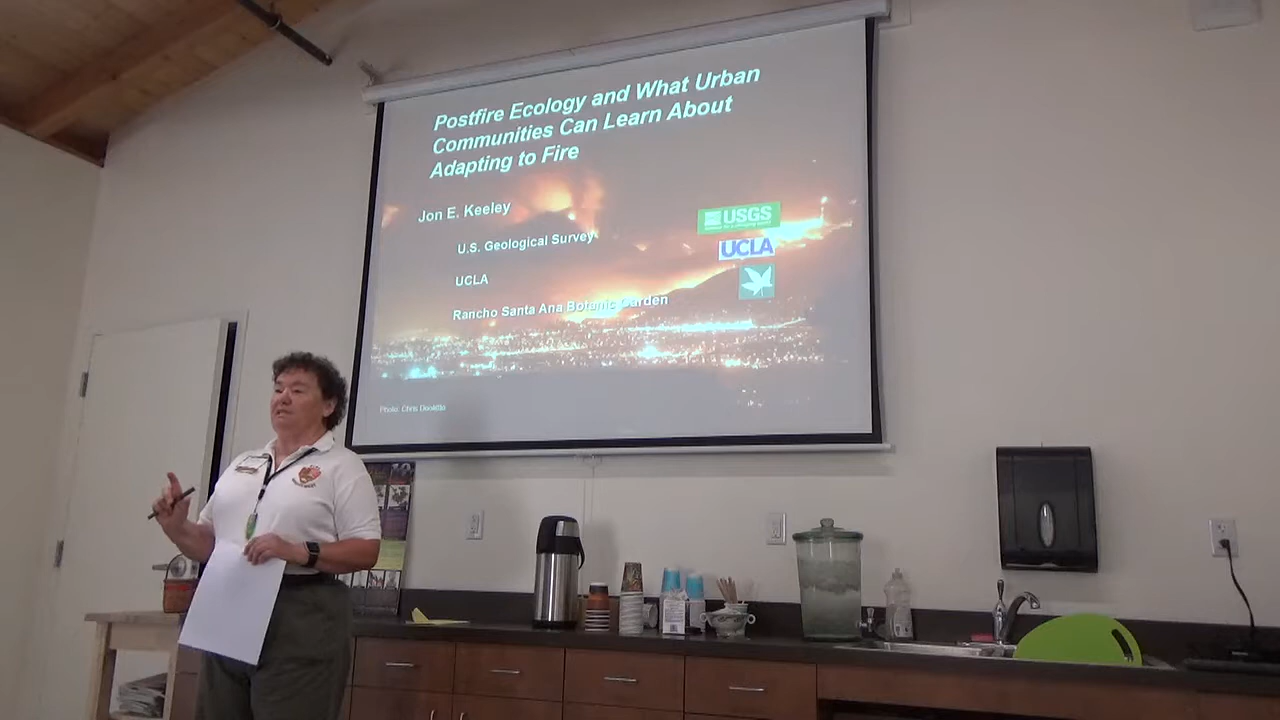 Postfire Ecology and What Urban
Communities Can Learn About
Adapting to Fire
Jon E. Keeley
U.S. Geological Survey
UCLA
Rancho Santa Ana Botanic Garden
USGS
UCLA
Photo: Chris